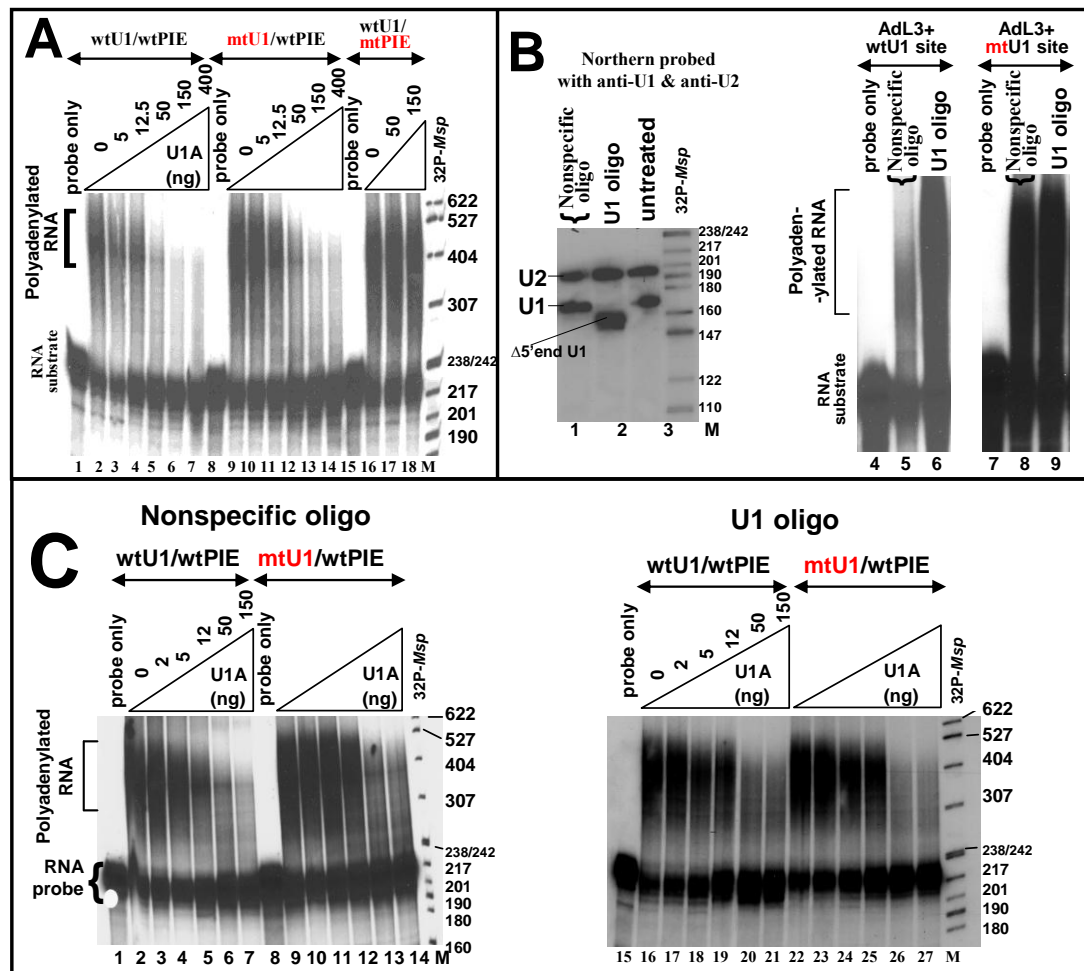 A
wtU1/wtPIE
mtU1/wtPIE
wtU1/
mtPIE
probe only
0
5
12.5
50
150
400
U1A
(ng)
probe only
0
5
12.5
50
150
400
probe only
0
50
150
32P-Msp
Polyadenylated
RNA
RNA
substrate
622
527
404
307
238/242
217
201
190
1 2 3 4 5 6 7 8 9 10 11 12 13 14 15 16 17 18 M
B
Northern probed
with anti-U1 & anti-U2
Nonspecific
oligo
U1 oligo
untreated
32P-Msp
U2
U1
Δ5'end U1
238/242
217
201
190
180
160
147
122
110
1 2 3 M
AdL3+
wtU1 site
AdL3+
mtU1 site
probe only
Nonspecific
oligo
U1 oligo
probe only
Nonspecific
oligo
U1 oligo
Polyaden-
-ylated RNA
RNA
substrate
4 5 6
7 8 9
C
Nonspecific oligo
wtU1/wtPIE
mtU1/wtPIE
probe only
0
2
5
12
50
150
U1A
(ng)
probe only
U1A
(ng)
32P-Msp
Polyadenylated
RNA
RNA
probe
622
527
404
307
238/242
217
201
190
180
160
1 2 3 4 5 6 7 8 9 10 11 12 13 14 M
U1 oligo
wtU1/wtPIE
mtU1/wtPIE
probe only
0
2
5
12
50
150
U1A
(ng)
U1A
(ng)
32P-Msp
622
527
404
307
238/242
217
201
190
180
15 16 17 18 19 20 21 22 23 24 25 26 27 M